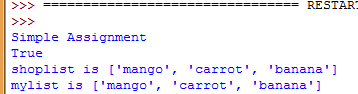 >>> ================================ RESTART
>>>
Simple Assignment
True
shoplist is ['mango', 'carrot', 'banana']
mylist is ['mango', 'carrot', 'banana']